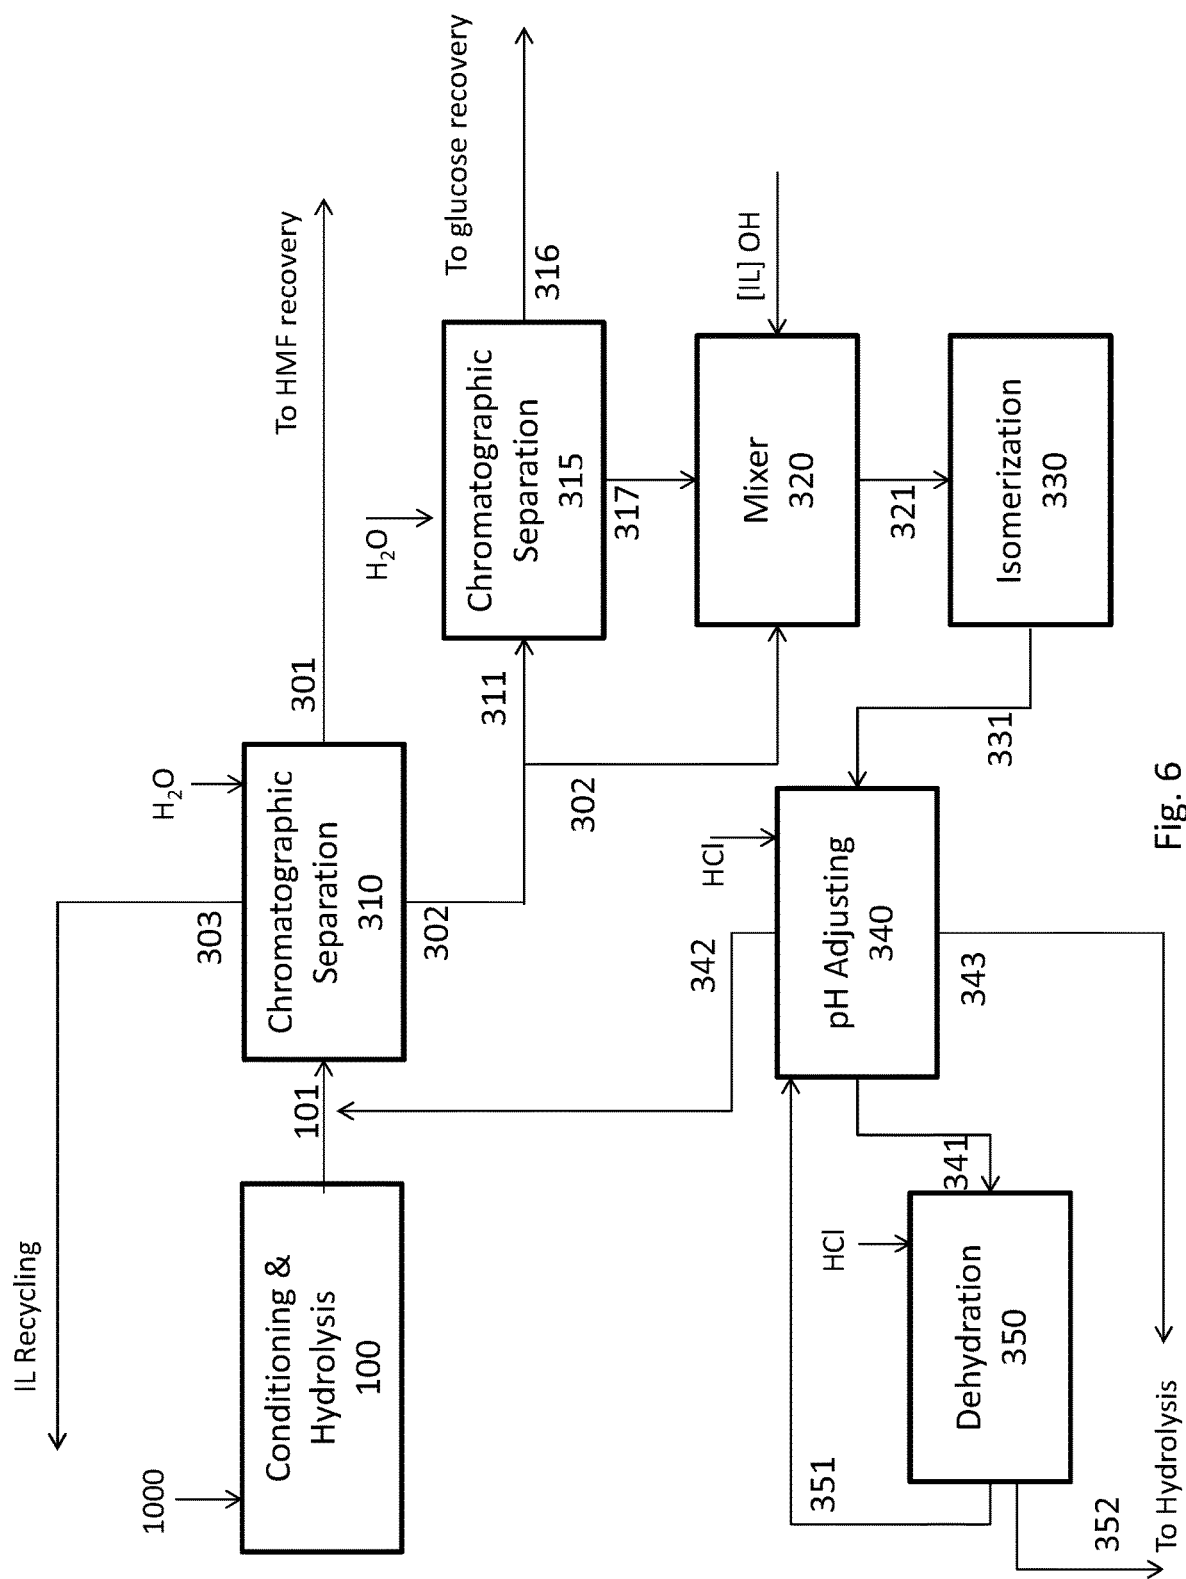 IL Recycling
1000
Conditioning &
Hydrolysis
100
101
303
H₂O
Chromatographic
Separation
310
301
To HMF recovery
302
311
302
H₂O
Chromatographic
Separation
315
316
To glucose recovery
317
[IL] OH
Mixer
320
321
Isomerization
330
331
HCl
342
pH Adjusting
340
343
341
HCl
Dehydration
350
351
352
To Hydrolysis
Fig. 6